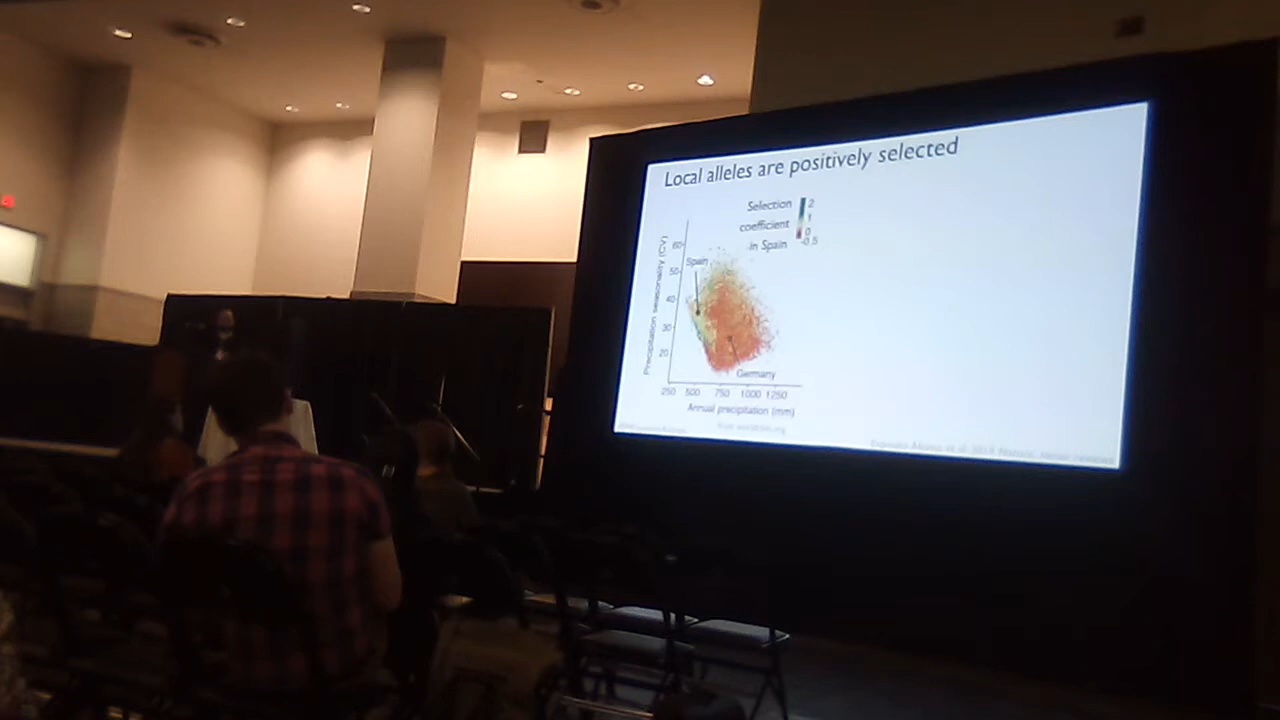 Local alleles are positively selected
Selection
coefficient
in Spain
2
1
0
-0.5
Precipitation seasonality (CV)
60
50
40
30
20
Spain
Germany
250 500 750 1000 1250
Annual precipitation (mm)